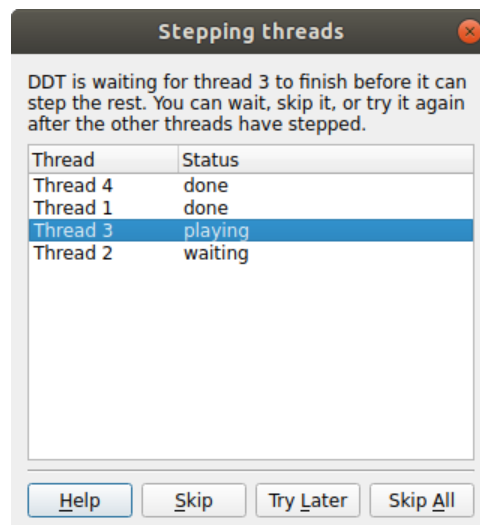 Stepping threads
DDT is waiting for thread 3 to finish before it can
step the rest. You can wait, skip it, or try it again
after the other threads have stepped.
Thread Status
Thread 4 done
Thread 1 done
Thread 3 playing
Thread 2 waiting
Help Skip Try Later Skip All